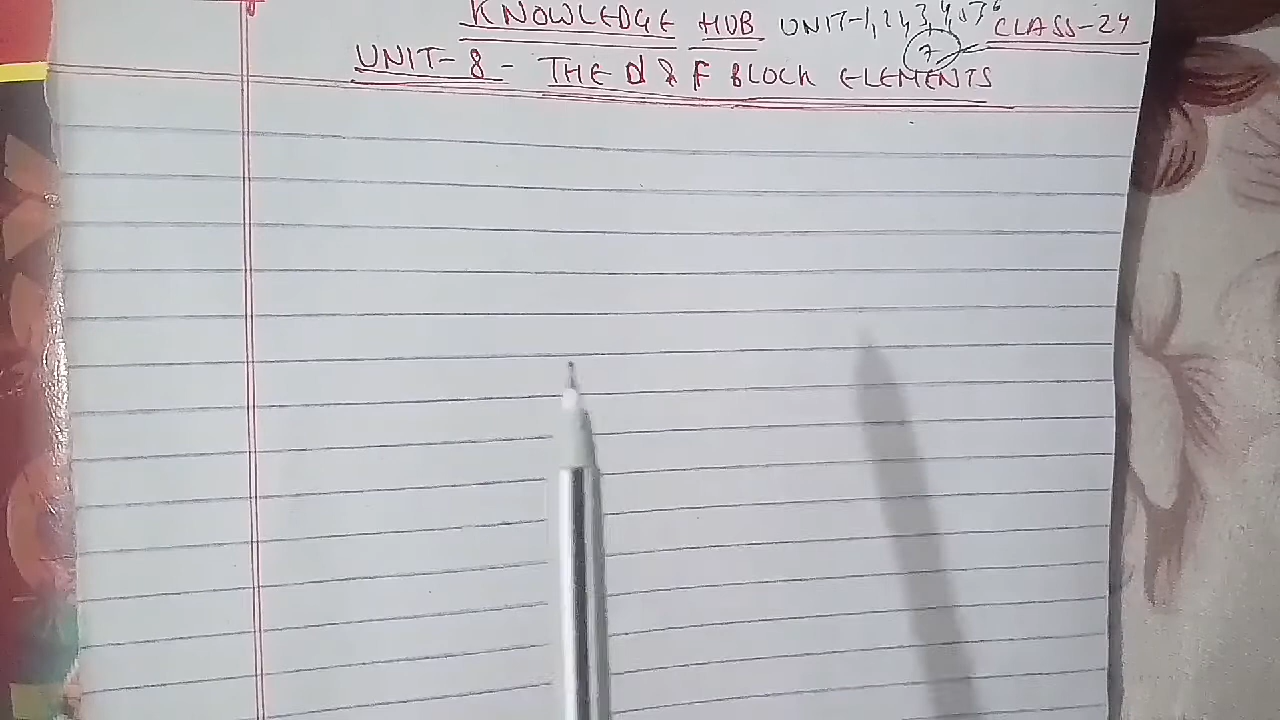 KNOWLEDGE HUB UNIT-1, 2, 3, 4, 5, 6 CLASS-24
7
UNIT-8 - THE D & F BLOCK ELEMENTS